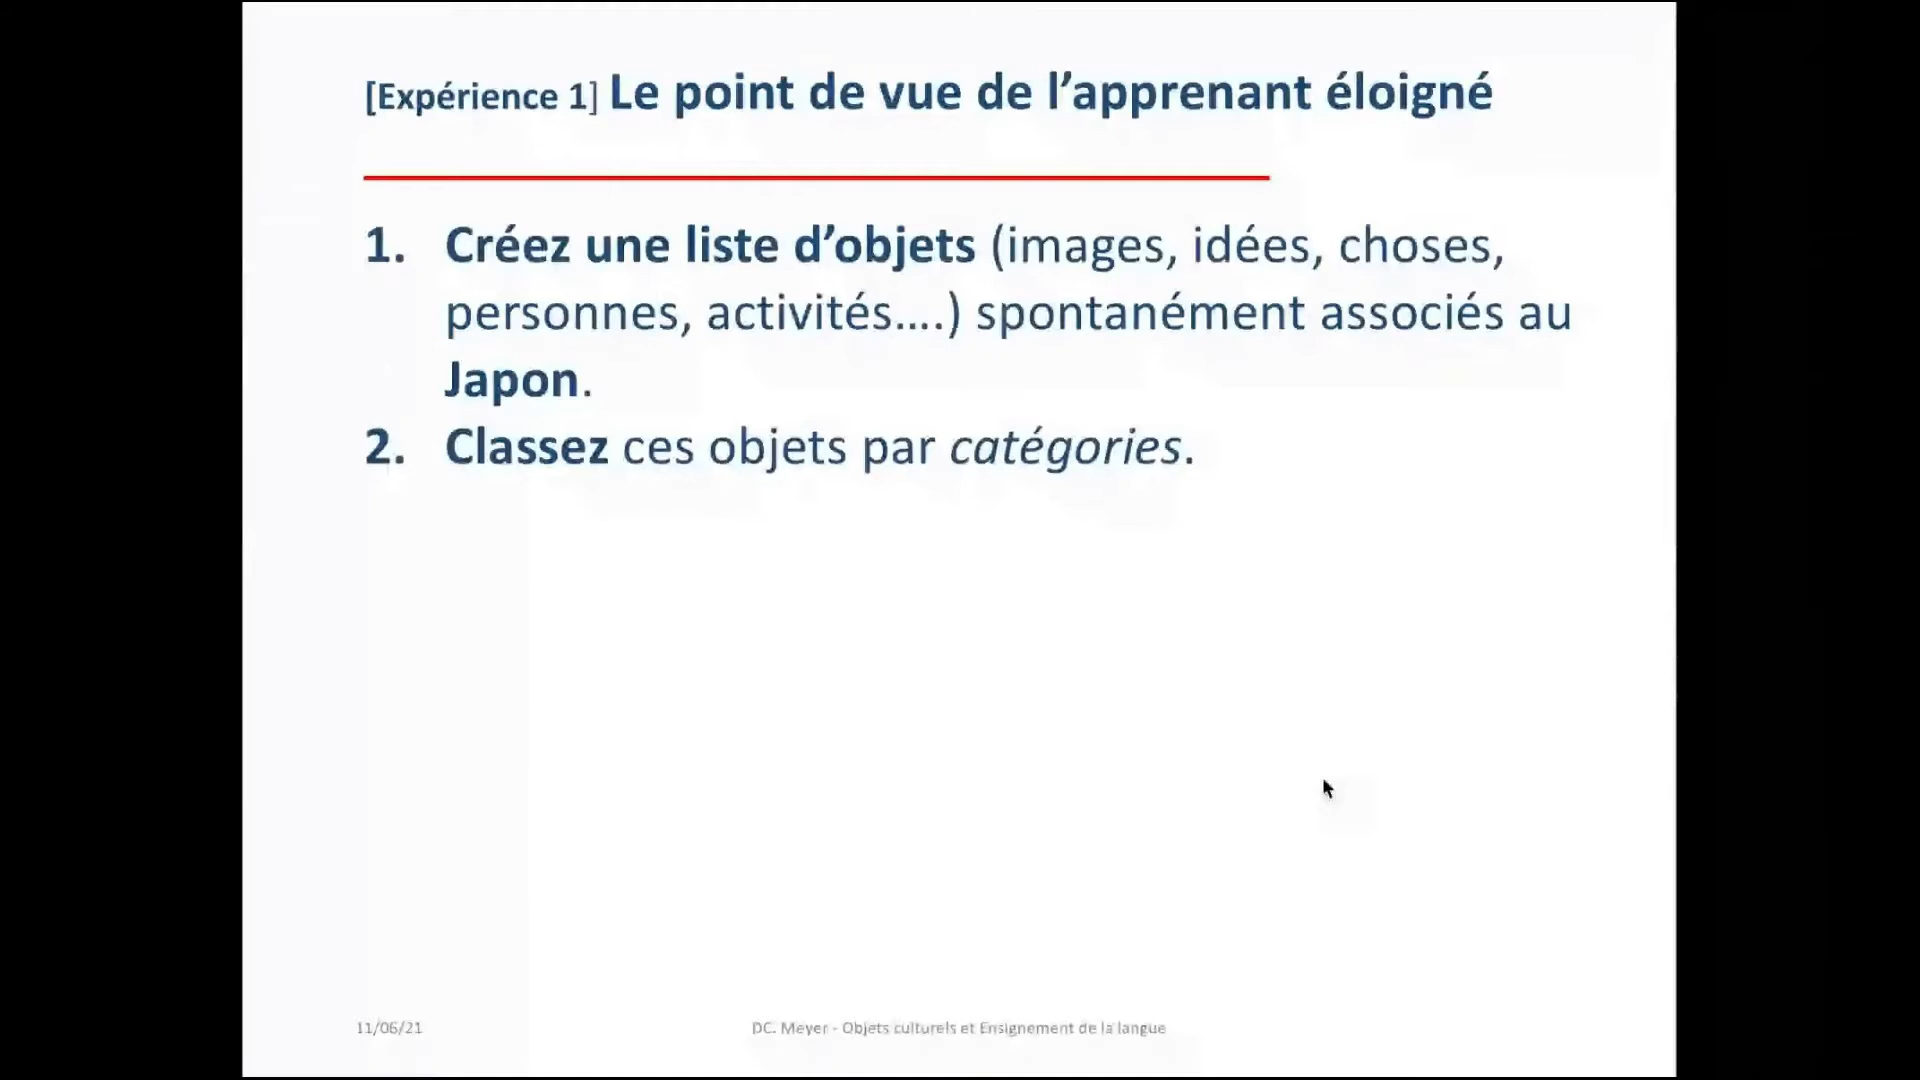 [Expérience 1] Le point de vue de l’apprenant éloigné
1. Créez une liste d’objets (images, idées, choses,
personnes, activités....) spontanément associés au
Japon.
2. Classez ces objets par catégories.
11/06/21
DC. Meyer - Objets culturels et Ensignement de la langue